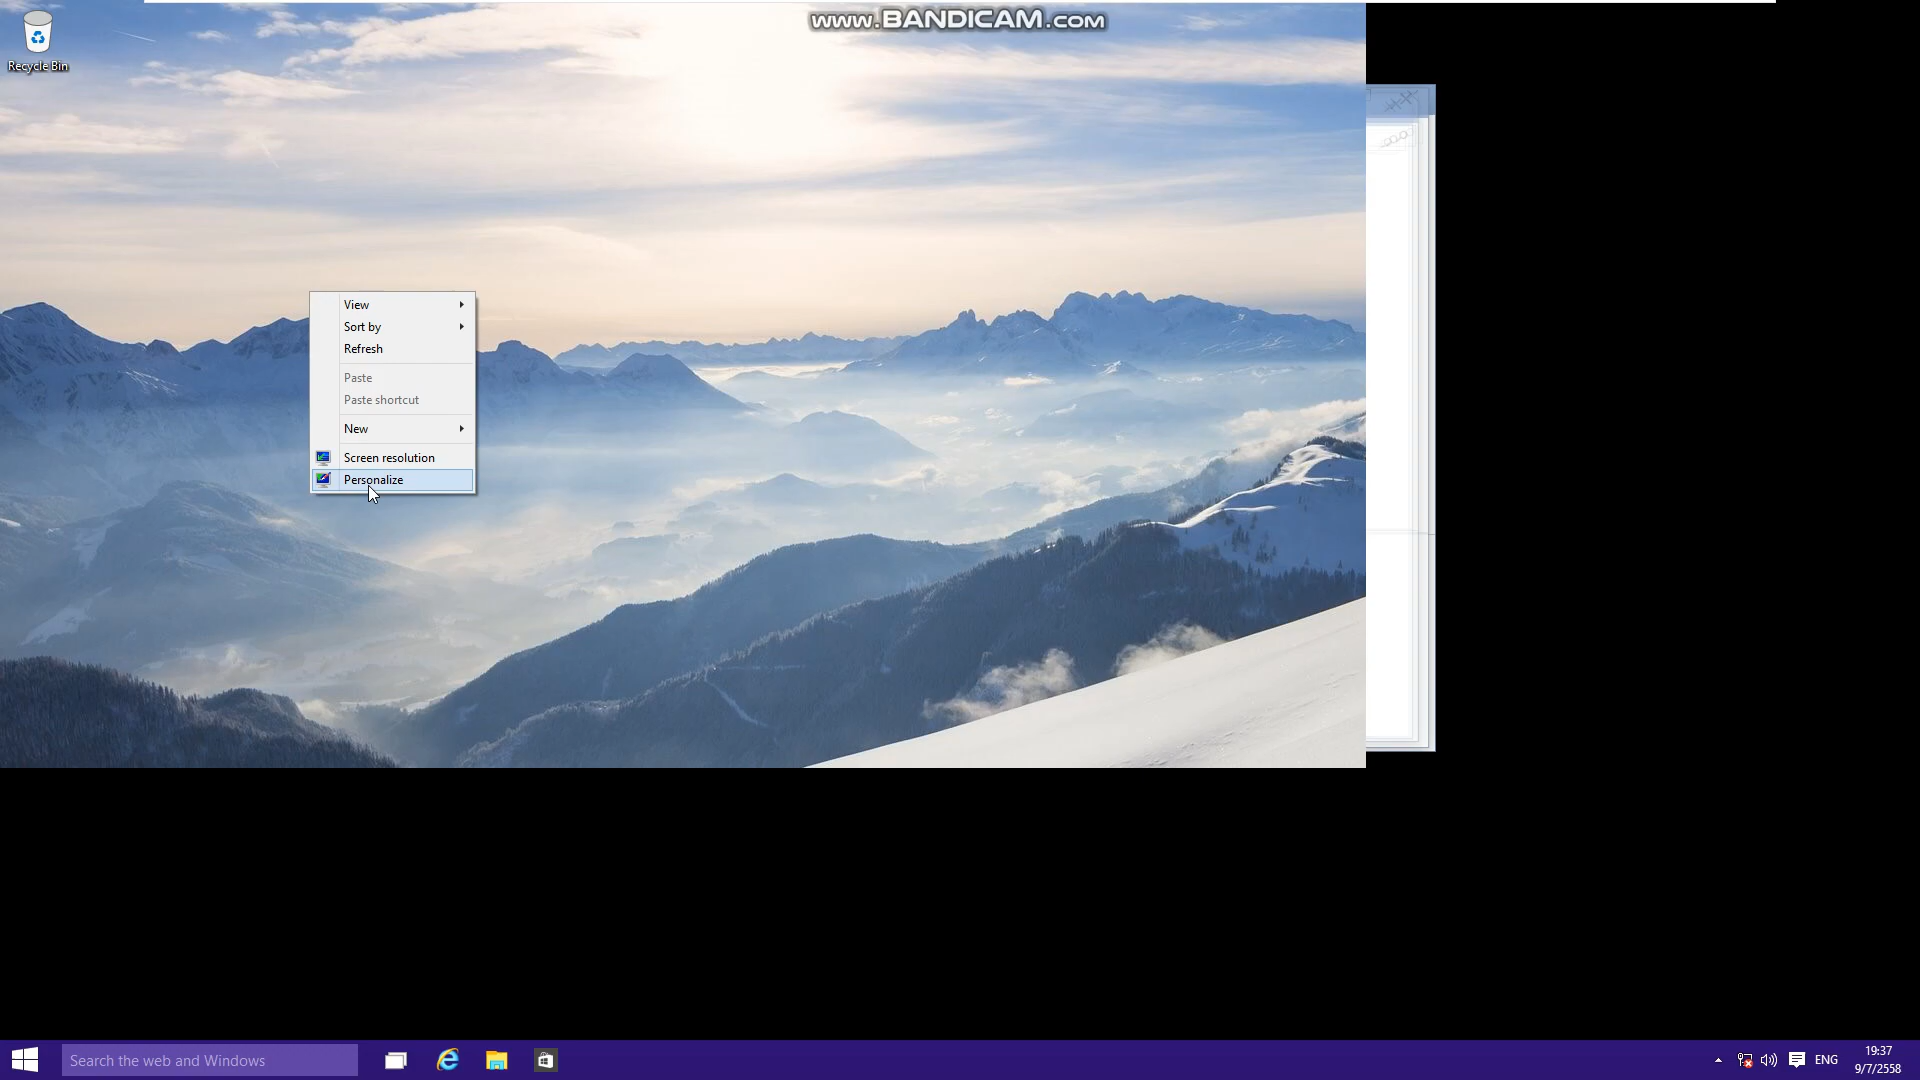 www.BANDICAM.com
Recycle Bin
View
Sort by
Refresh
Paste
Paste shortcut
New
Screen resolution
Personalize
Search the web and Windows
ENG
19:37
9/7/2558